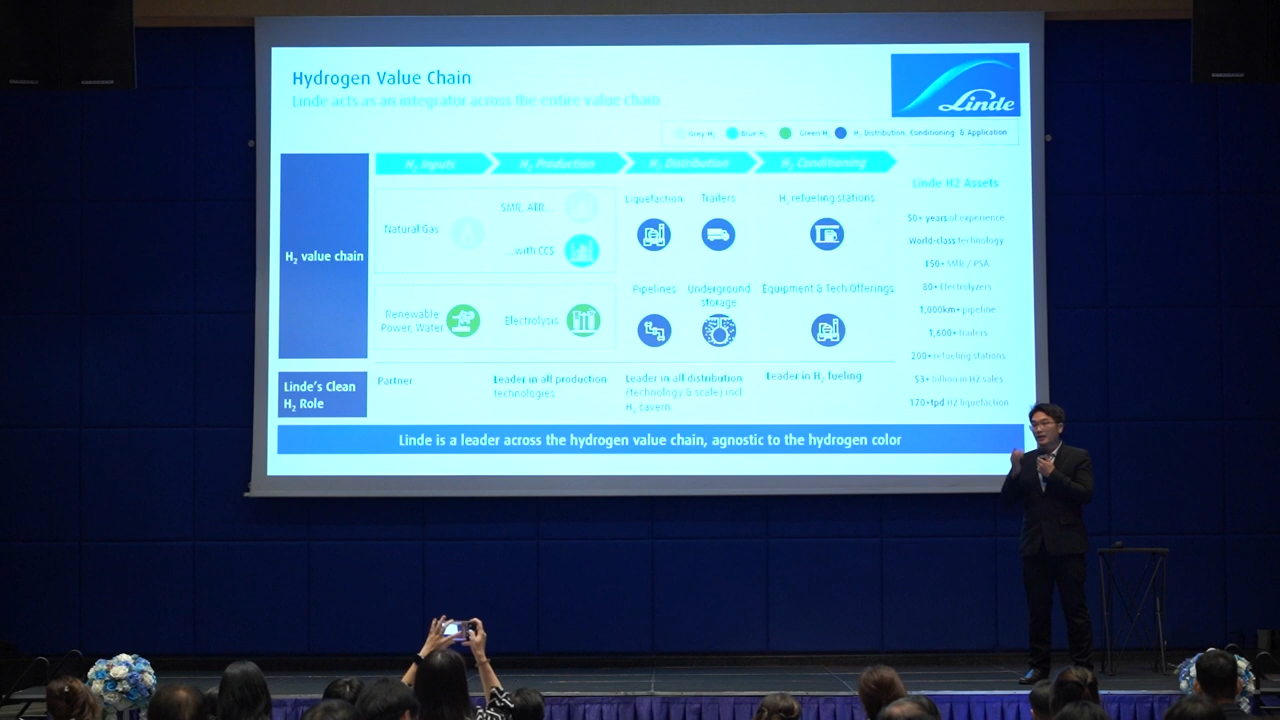 Hydrogen Value Chain
Linde acts as an integrator across the entire value chain
Linde
Grey H2
Blue H2
Green H2
H2 Distribution, Conditioning & Application
H2 Inputs
H2 Production
H2 Distribution
H2 Conditioning
Linde H2 Assets
H2 value chain
Natural Gas
SMR, ATR...
...with CCS
Renewable
Power, Water
Electrolysis
Liquefaction
Trailers
Pipelines
Underground
storage
H2 refueling stations
Equipment & Tech Offerings
50+ years of experience
World-class technology
150+ SMR / PSA
80+ Electrolyzers
1,000km+ pipeline
1,600+ trailers
200+ refueling stations
$3+ billion in H2 sales
170+tpd H2 liquefaction
Linde's Clean
H2 Role
Partner
Leader in all production
technologies
Leader in all distribution
(technology & scale) incl
H2 cavern
Leader in H2 fueling
Linde is a leader across the hydrogen value chain, agnostic to the hydrogen color